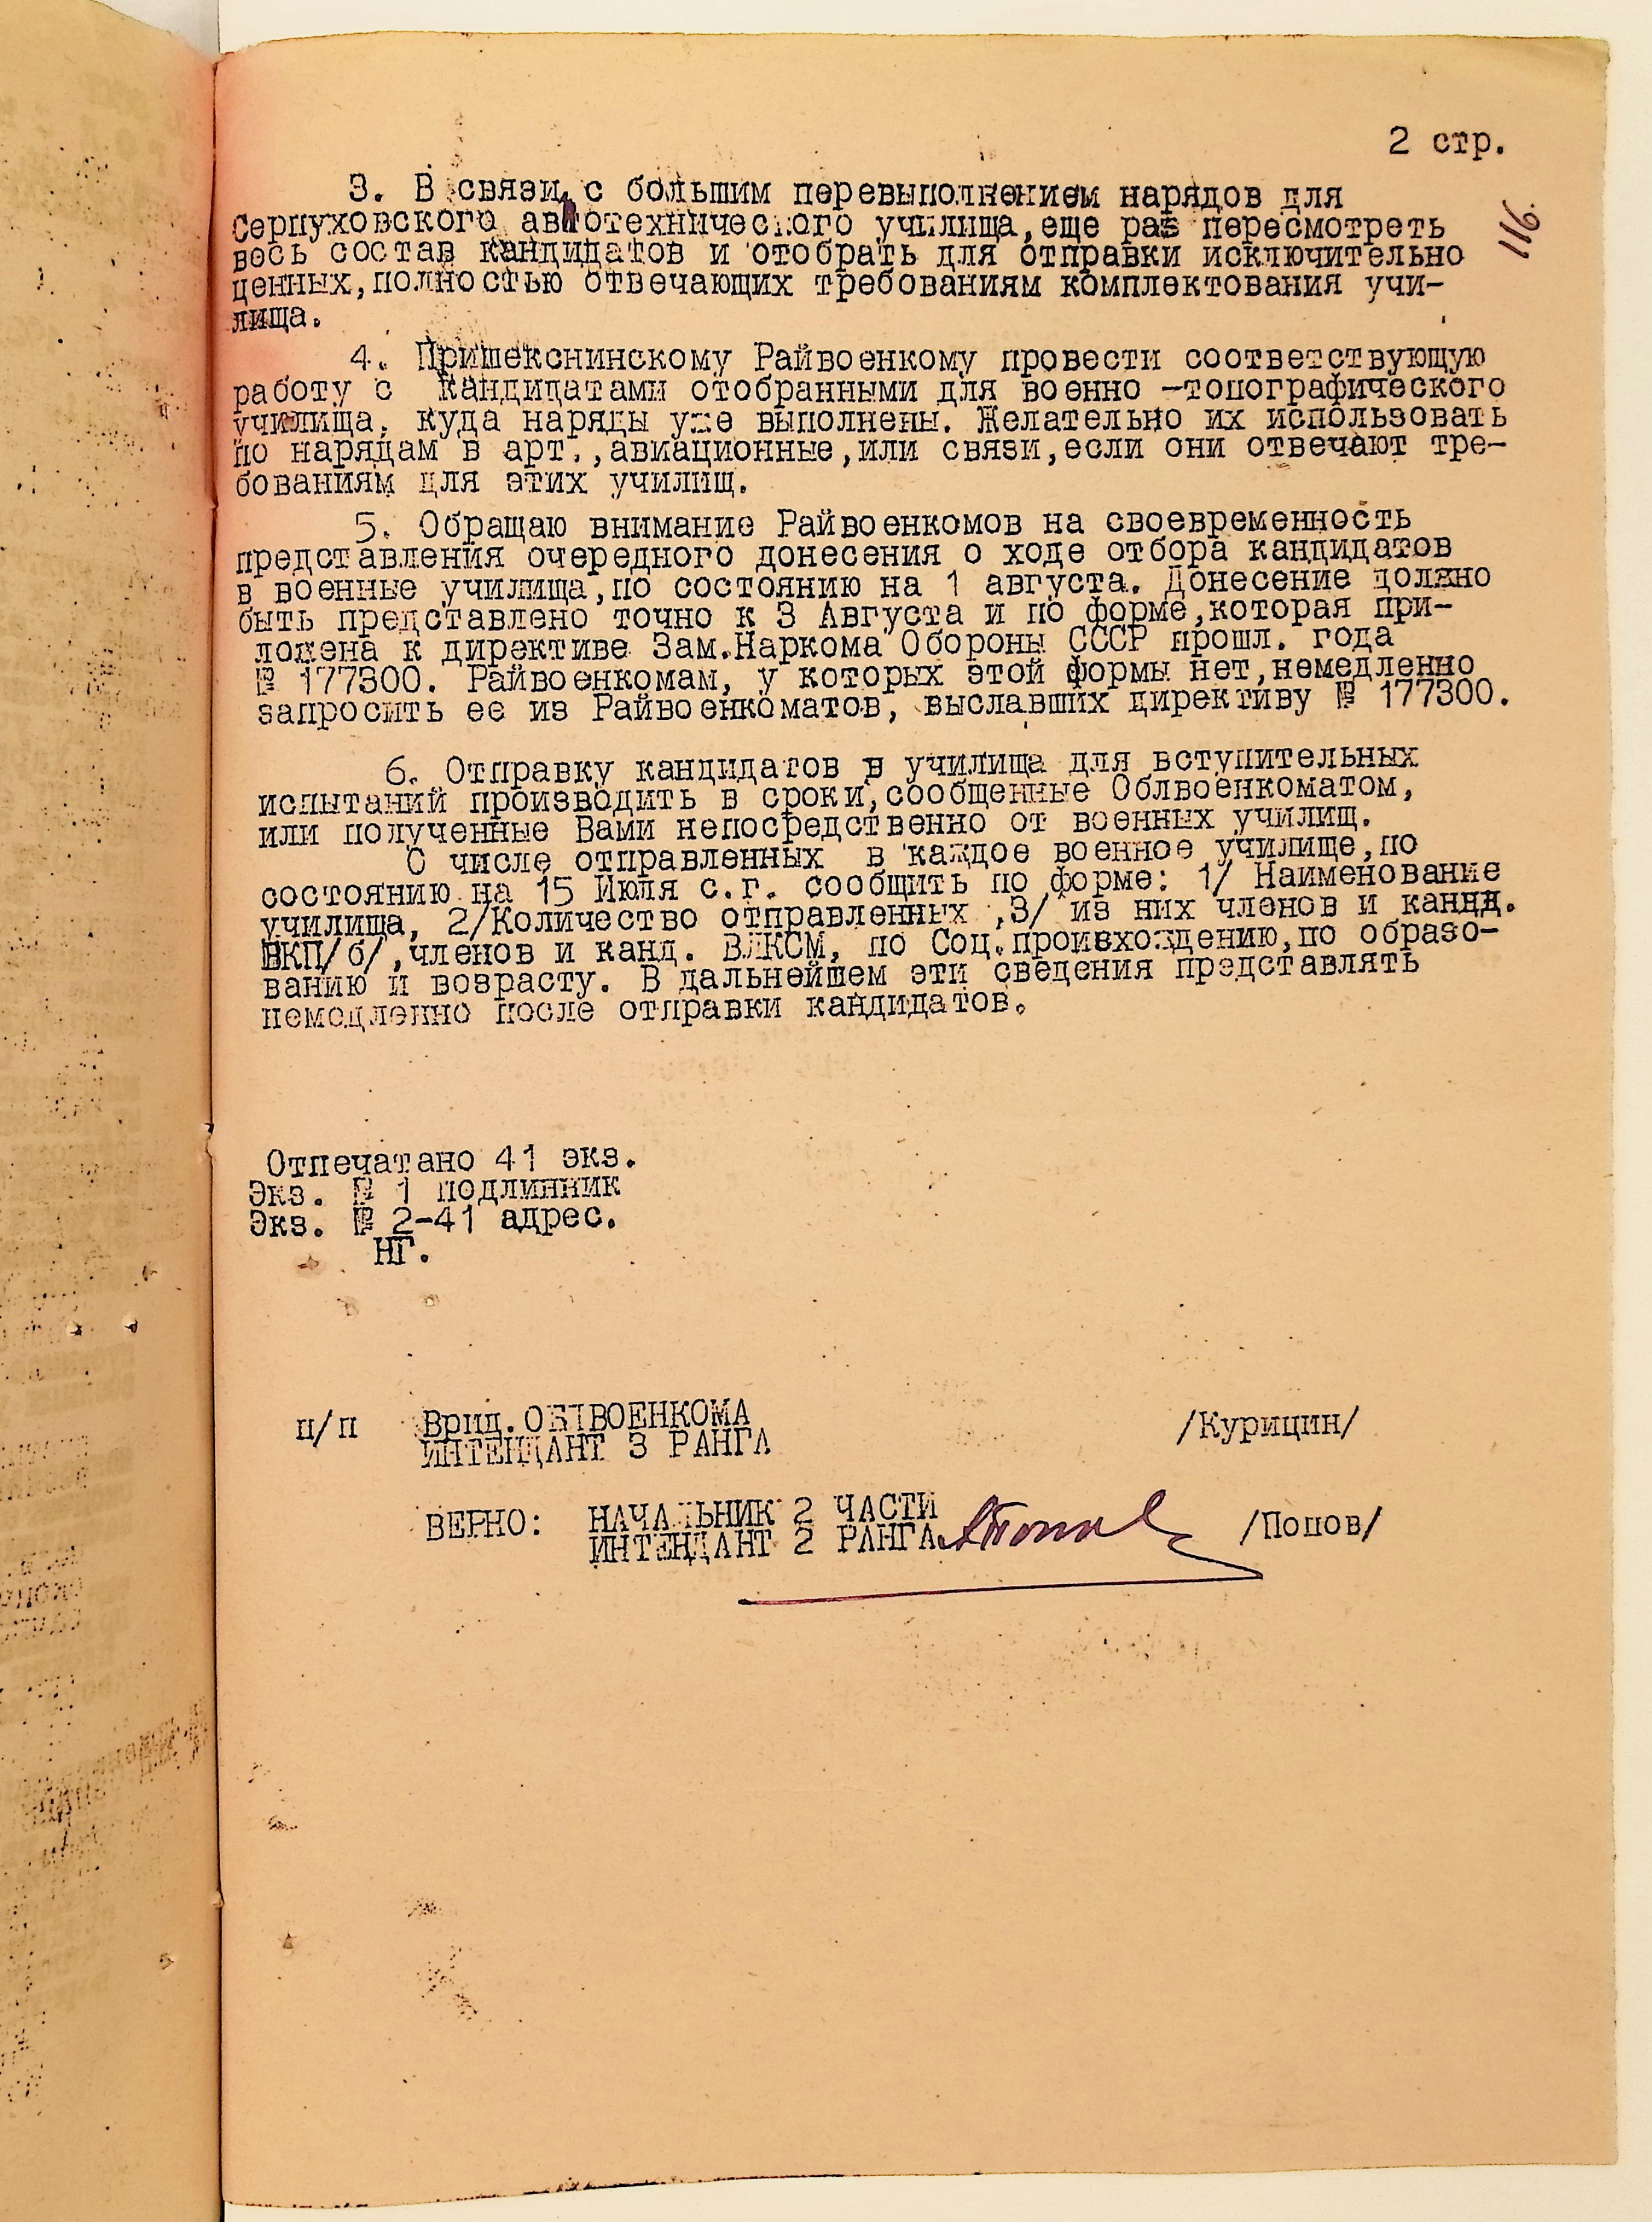 2 стр.
3. В связи с большим перевыполнением нарядов для
Серпуховского автотехнического училища, еще раз пересмотреть
весь состав кандидатов и отобрать для отправки исключительно
ценных, полностью отвечающих требованиям комплектования учи-
лища.
4. Пришекснинскому Райвоенкому провести соответствующую
работу с кандидатами отобранными для военно -топографического
училища, куда наряды уже выполнены. Желательно их использовать
по нарядам в арт., авиационные, или связи, если они отвечают тре-
бованиям для этих училищ.
5. Обращаю внимание Райвоенкомов на своевременность
представления очередного донесения о ходе отбора кандидатов
в военные училища, по состоянию на 1 августа. Донесение должно
быть представлено точно к 3 Августа и по форме, которая при-
ложена к директиве Зам.Наркома Обороны СССР прошл. года
№ 177300. Райвоенкомам, у которых этой формы нет, немедленно
запросить ее из Райвоенкоматов, выславших директиву № 177300.
6. Отправку кандидатов в училища для вступительных
испытаний производить в сроки, сообщенные Облвоенкоматом,
или полученные Вами непосредственно от военных училищ.
О числе отправленных в каждое военное училище, по
состоянию на 15 Июля с.г. сообщить по форме: 1/ Наименование
училища, 2/Количество отправленных ,3/ из них членов и канд.
ВКП/б/, членов и канд. ВЛКСМ, по Соц.происхождению, по образо-
ванию и возрасту. В дальнейшем эти сведения представлять
немедленно после отправки кандидатов.
Отпечатано 41 экз.
Экз. № 1 подлинник
Экз. № 2-41 адрес.
НГ.
п/п Врид.ОБЛВОЕНКОМА /Курицин/
ИНТЕНДАНТ 3 РАНГА
ВЕРНО: НАЧАЛЬНИК 2 ЧАСТИ
ИНТЕНДАНТ 2 РАНГА /Попов/